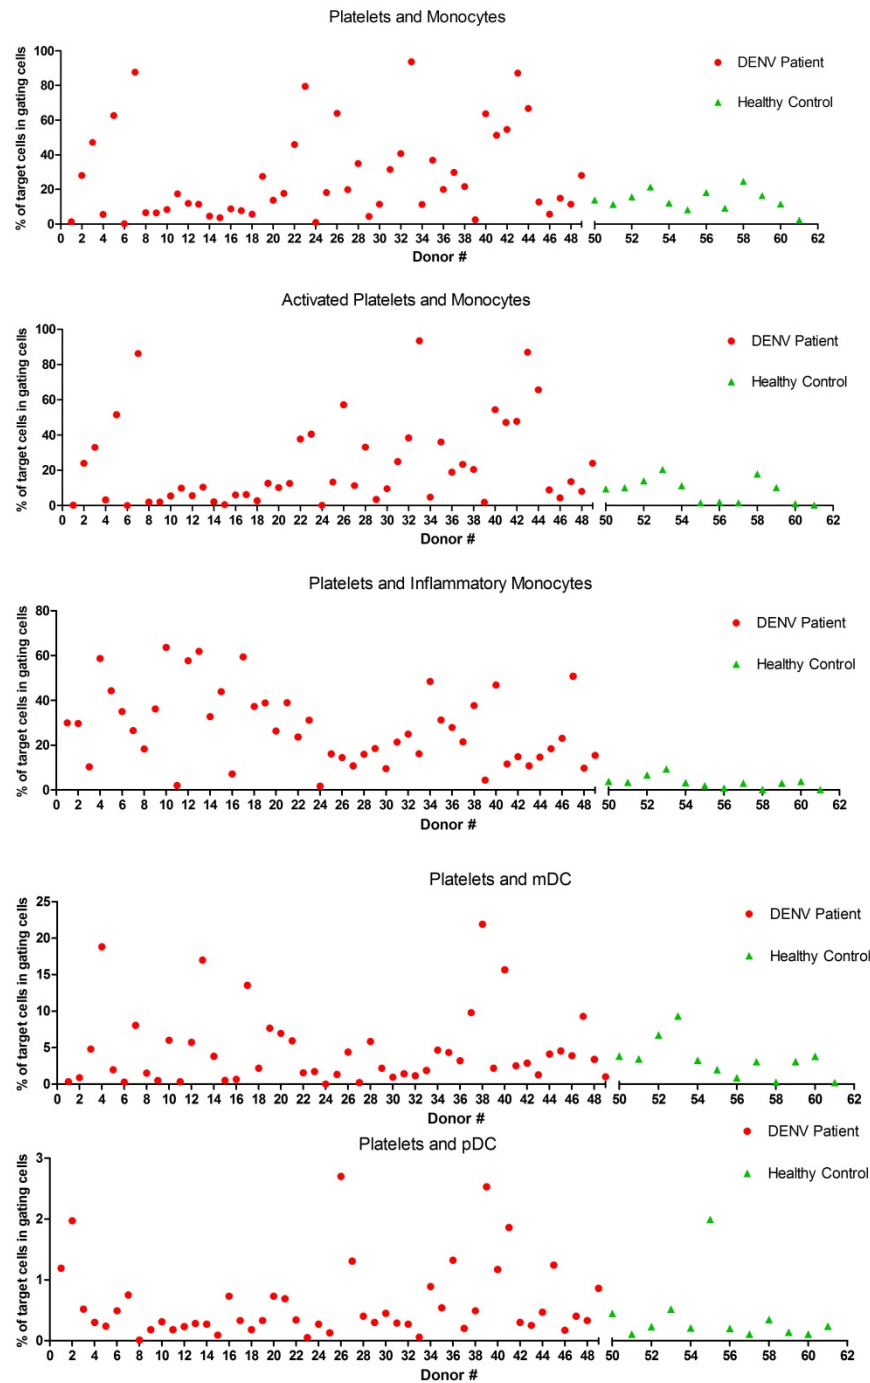 Platelets and Monocytes
% of target cells in gating cells
100
80
60
40
20
0
DENV Patient
Healthy Control
0 2 4 6 8 10 12 14 16 18 20 22 24 26 28 30 32 34 36 38 40 42 44 46 48 50 52 54 56 58 60 62
Donor #
Activated Platelets and Monocytes
% of target cells in gating cells
100
80
60
40
20
0
DENV Patient
Healthy Control
0 2 4 6 8 10 12 14 16 18 20 22 24 26 28 30 32 34 36 38 40 42 44 46 48 50 52 54 56 58 60 62
Donor #
Platelets and Inflammatory Monocytes
% of target cells in gating cells
80
60
40
20
0
DENV Patient
Healthy Control
0 2 4 6 8 10 12 14 16 18 20 22 24 26 28 30 32 34 36 38 40 42 44 46 48 50 52 54 56 58 60 62
Donor #
Platelets and mDC
% of target cells in gating cells
25
20
15
10
5
0
DENV Patient
Healthy Control
0 2 4 6 8 10 12 14 16 18 20 22 24 26 28 30 32 34 36 38 40 42 44 46 48 50 52 54 56 58 60 62
Donor #
Platelets and pDC
% of target cells in gating cells
3
2
1
0
DENV Patient
Healthy Control
0 2 4 6 8 10 12 14 16 18 20 22 24 26 28 30 32 34 36 38 40 42 44 46 48 50 52 54 56 58 60 62
Donor #